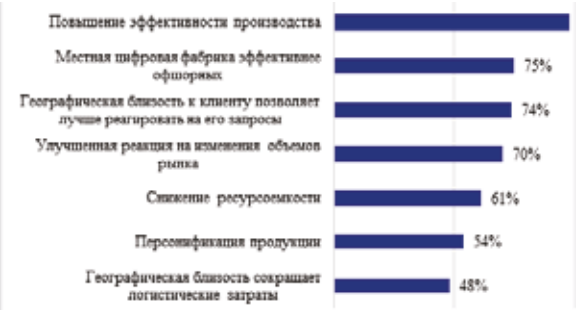 Повышение эффективности производства
Местная цифровая фабрика эффективнее
офшорных
75%
Географическая близость к клиенту позволяет
лучше реагировать на его запросы
74%
Улучшенная реакция на изменения объемов
рынка
70%
Снижение ресурсоемкости
61%
Персонификация продукции
54%
Географическая близость сокращает
логистические затраты
48%